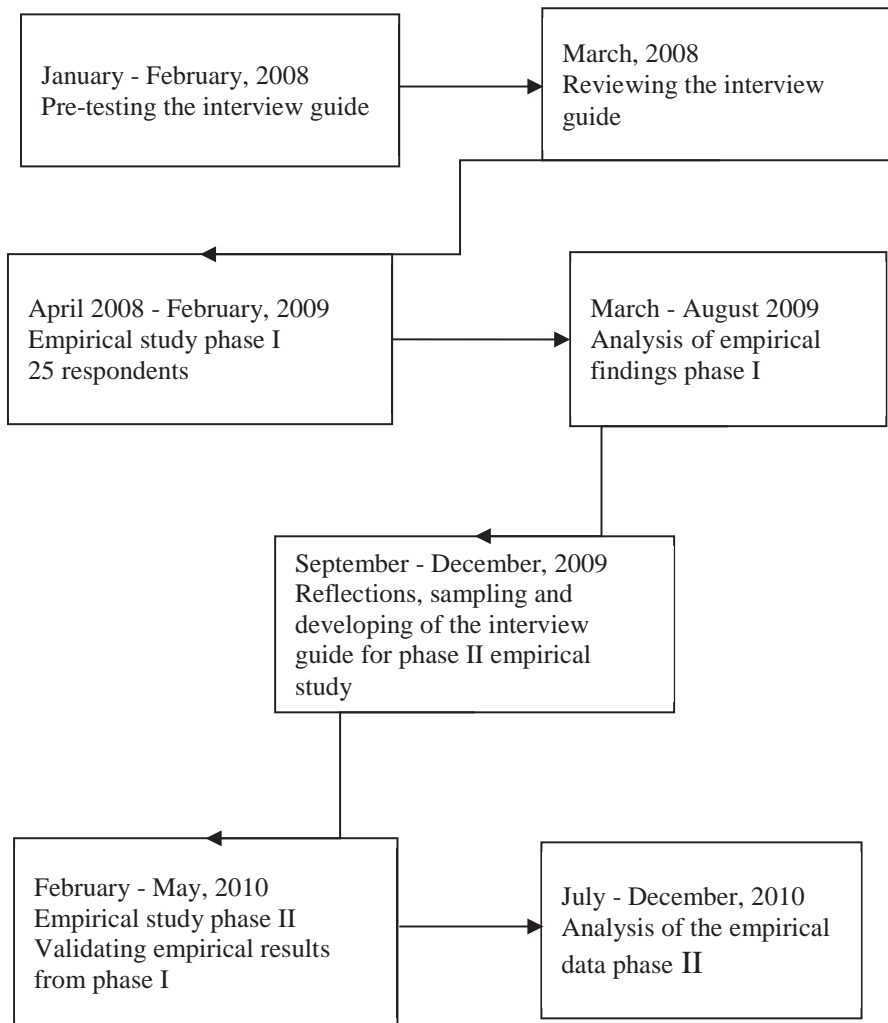 January - February, 2008
Pre-testing the interview guide
March, 2008
Reviewing the interview
guide
April 2008 - February, 2009
Empirical study phase I
25 respondents
March - August 2009
Analysis of empirical
findings phase I
September - December, 2009
Reflections, sampling and
developing of the interview
guide for phase II empirical
study
February - May, 2010
Empirical study phase II
Validating empirical results
from phase I
July - December, 2010
Analysis of the empirical
data phase II